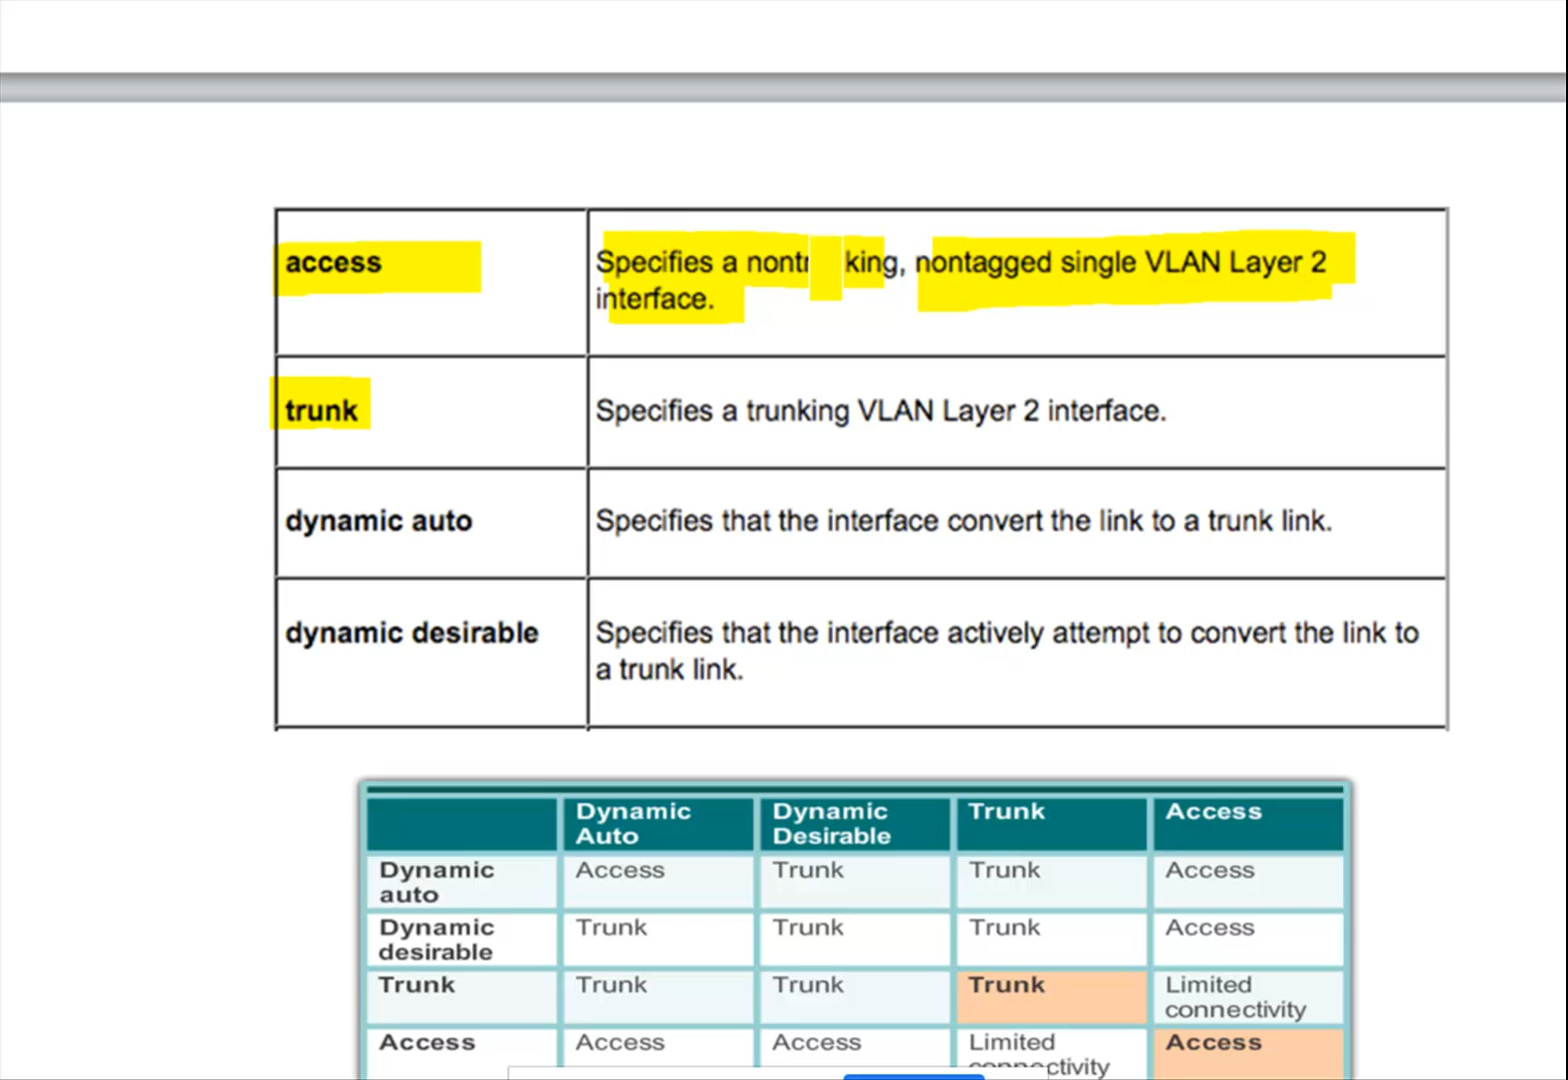 access
Specifies a nontr king, nontagged single VLAN Layer 2
interface.
trunk
Specifies a trunking VLAN Layer 2 interface.
dynamic auto
Specifies that the interface convert the link to a trunk link.
dynamic desirable
Specifies that the interface actively attempt to convert the link to
a trunk link.
Dynamic Auto Dynamic Desirable Trunk Access
Dynamic auto Access Trunk Trunk Access
Dynamic desirable Trunk Trunk Trunk Access
Trunk Trunk Trunk Trunk Limited connectivity
Access Access Access Limited connectivity Access